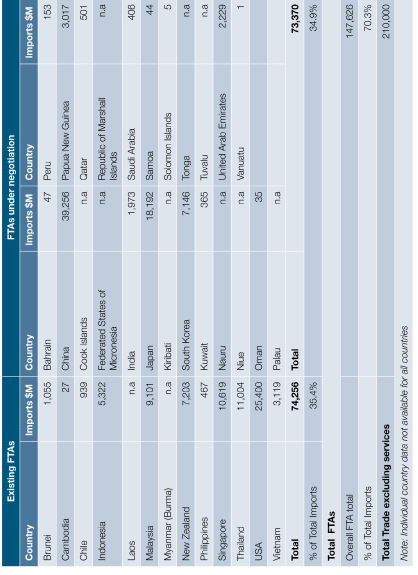 Existing FTAs FTAs under negotiation
Country Imports $M Country Imports $M Country Imports $M
Brunei 1,055 Bahrain 47 Peru 153
Cambodia 27 China 39,256 Papua New Guinea 3,017
Chile 939 Cook Islands n.a Qatar 501
Indonesia 5,322 Federated States of Micronesia n.a Republic of Marshall Islands n.a
Laos n.a India 1,973 Saudi Arabia 406
Malaysia 9,101 Japan 18,192 Samoa 44
Myanmar (Burma) n.a Kiribati n.a Solomon Islands 5
New Zealand 7,203 South Korea 7,146 Tonga n.a
Philippines 467 Kuwait 365 Tuvalu n.a
Singapore 10,619 Nauru n.a United Arab Emirates 2,229
Thailand 11,004 Niue n.a Vanuatu 1
USA 25,400 Oman 35
Vietnam 3,119 Palau n.a
Total 74,256 Total 73,370
% of Total Imports 35.4% 34.9%
Total FTAs
Overall FTA total 147,626
% of Total Imports 70.3%
Total Trade excluding services 210,000
Note: Individual country data not available for all countries